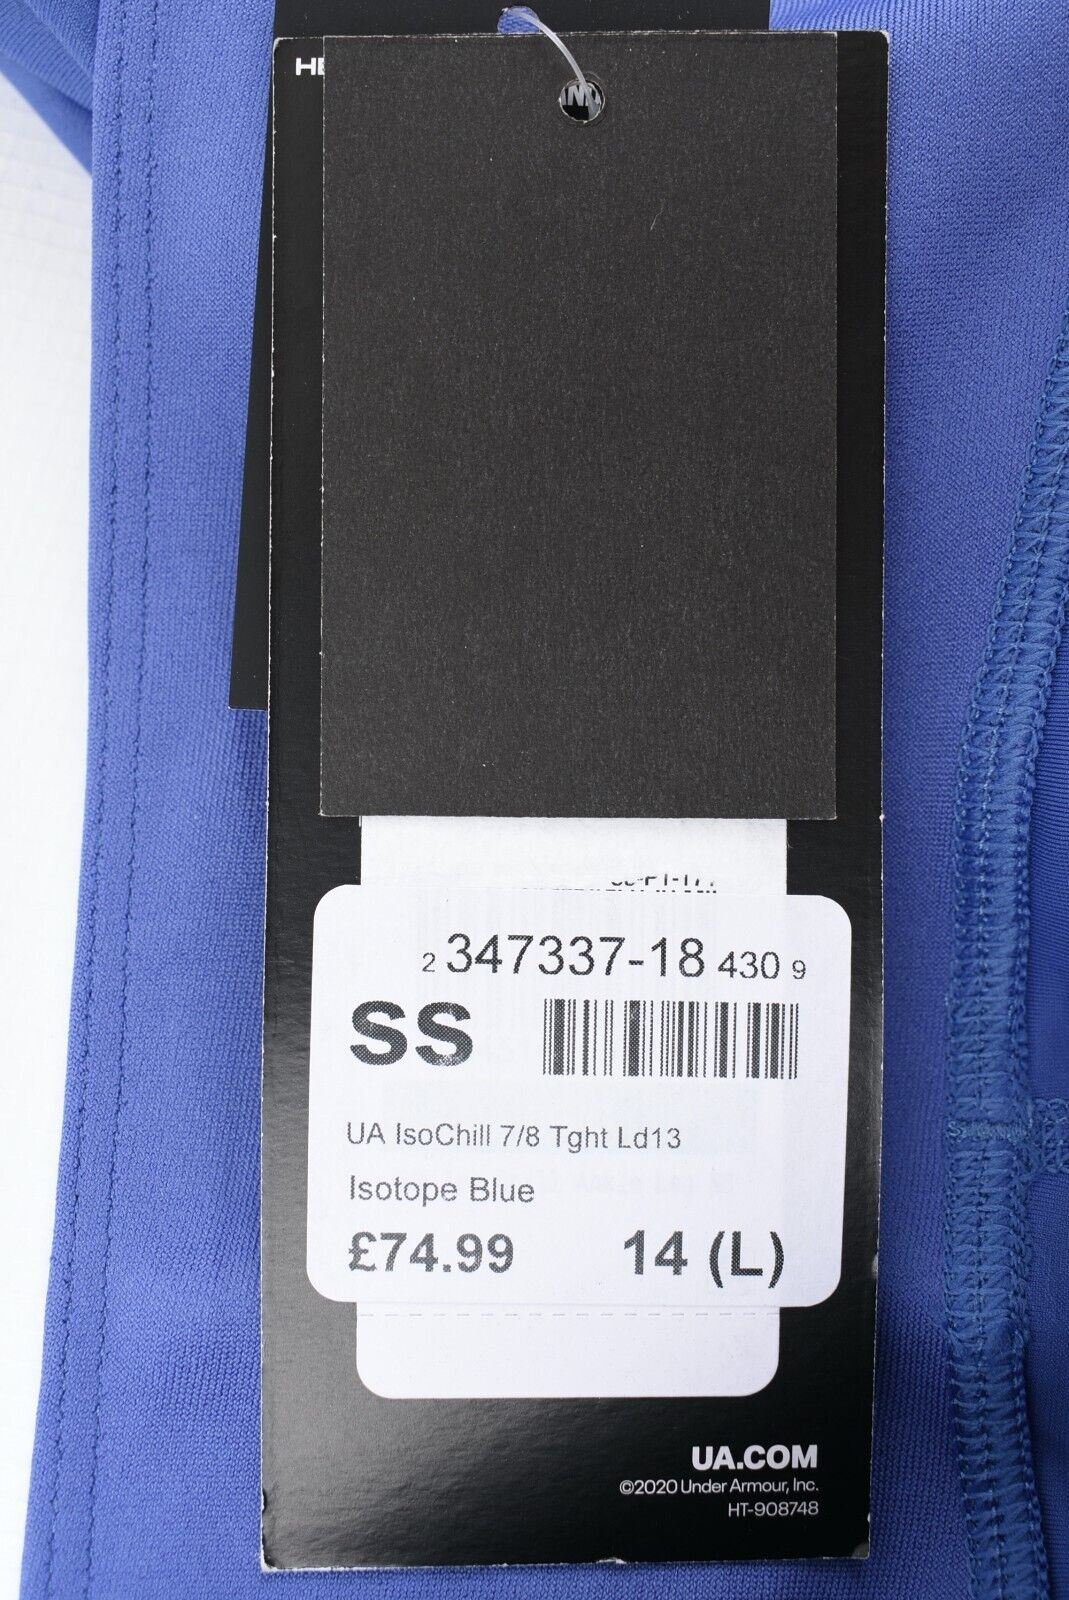 HE
2 347337-18 430 9
SS
UA IsoChill 7/8 Tght Ld13
Isotope Blue
£74.99 14 (L)
UA.COM
©2020 Under Armour, Inc.
HT-908748